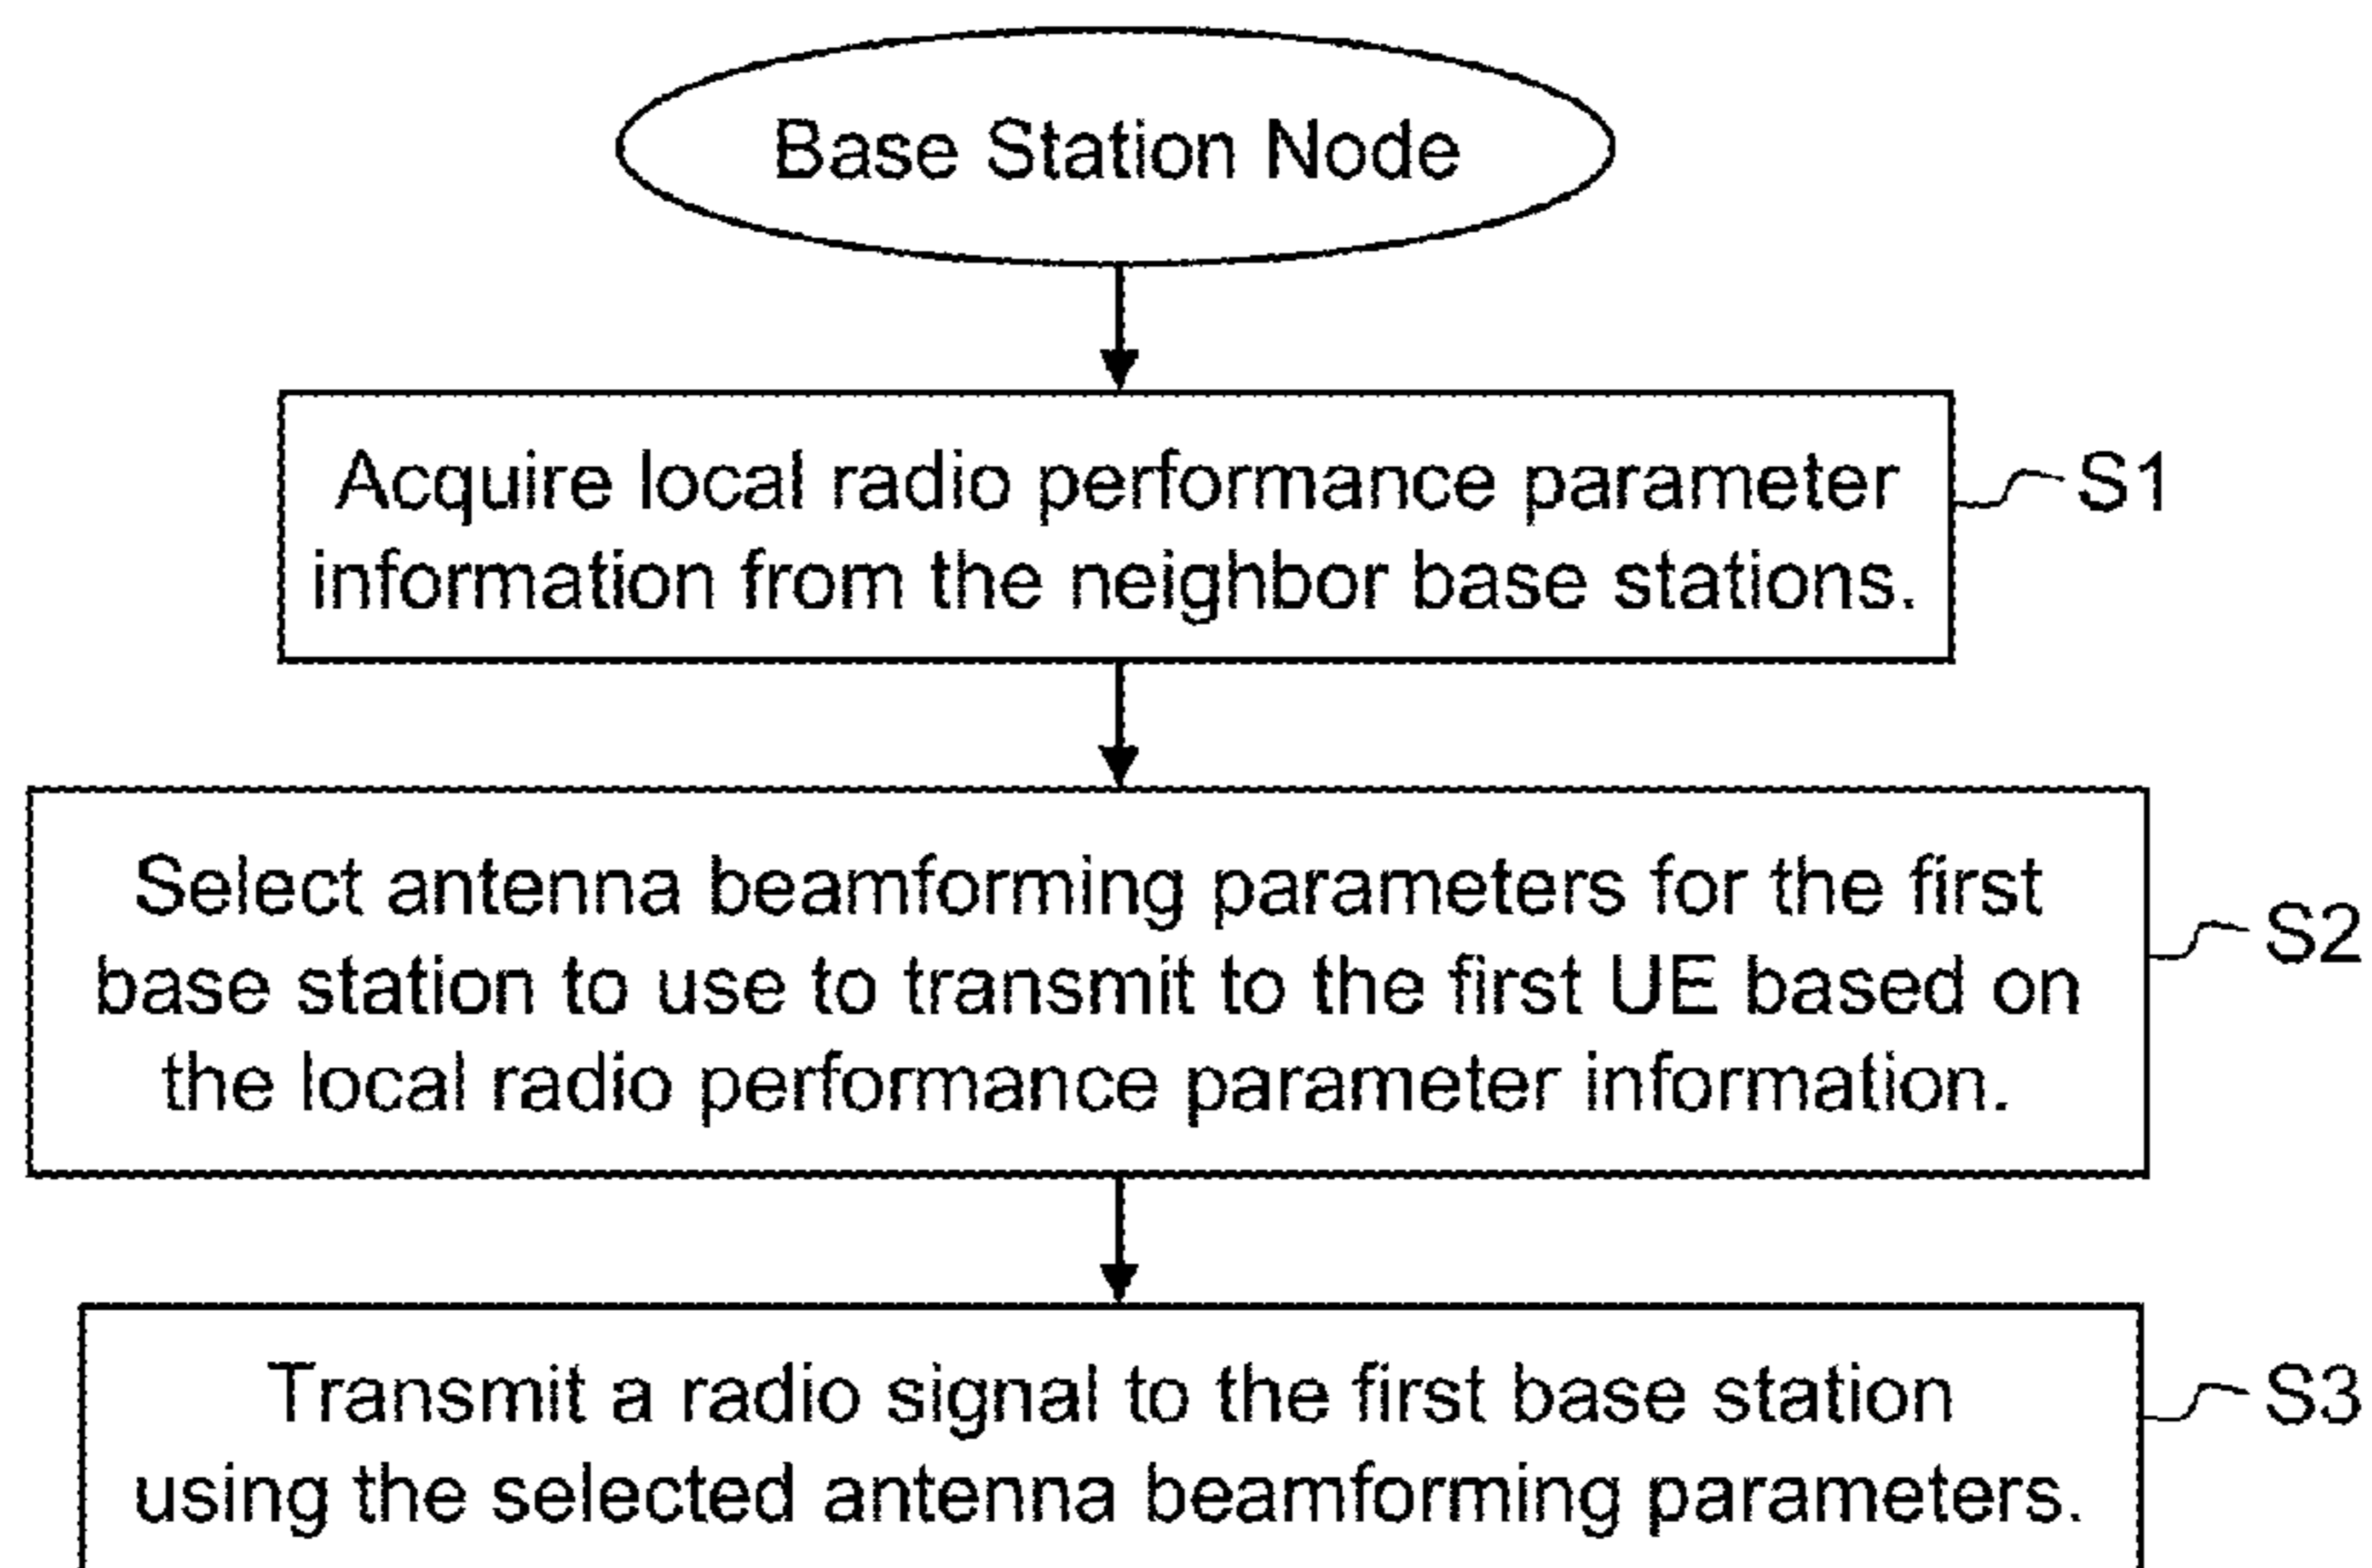 Base Station Node
Acquire local radio performance parameter
information from the neighbor base stations.
S1
Select antenna beamforming parameters for the first
base station to use to transmit to the first UE based on
the local radio performance parameter information.
S2
Transmit a radio signal to the first base station
using the selected antenna beamforming parameters.
S3